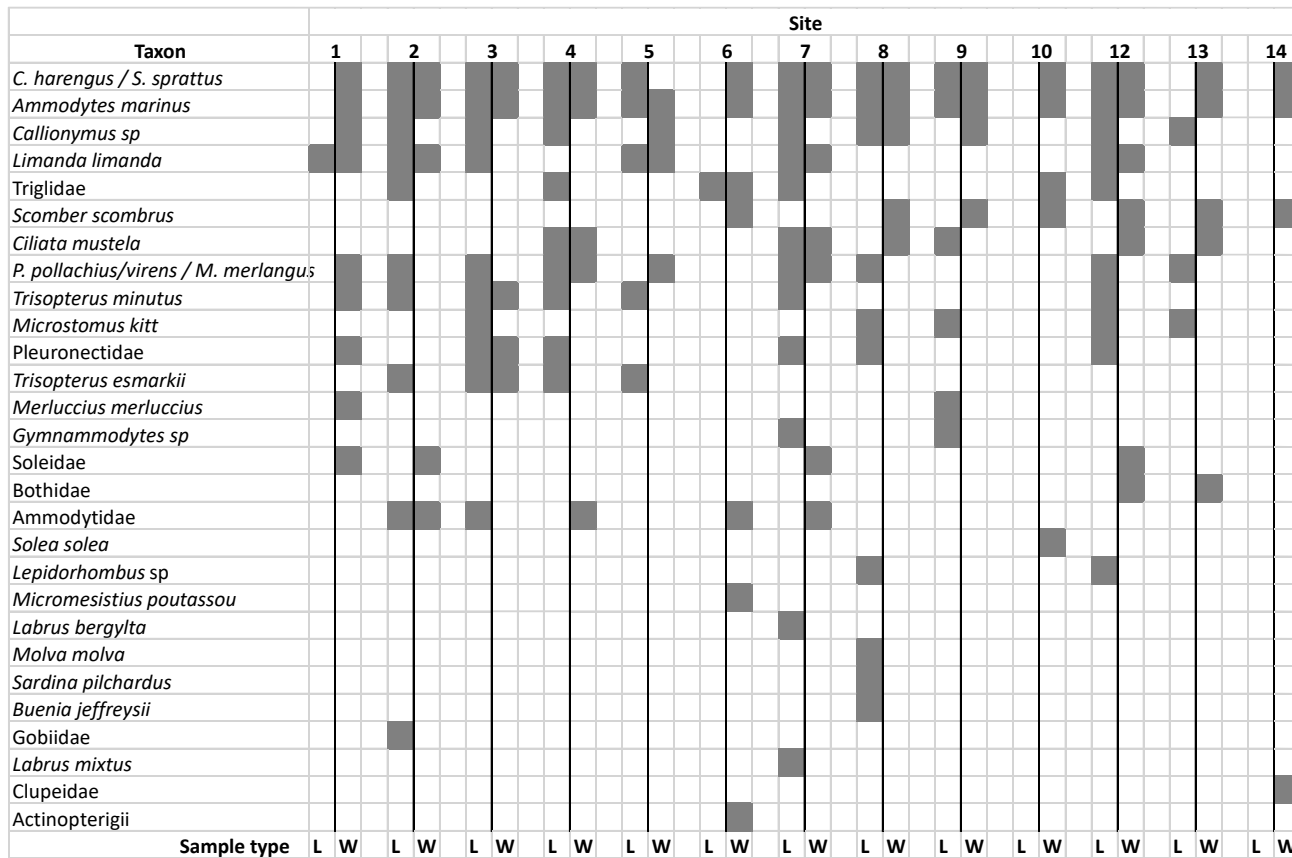 Site
Taxon 1 2 3 4 5 6 7 8 9 10 12 13 14
C. harengus / S. sprattus
Ammodytes marinus
Callionymus sp
Limanda limanda
Triglidae
Scomber scombrus
Ciliata mustela
P. pollachius/virens / M. merlangus
Trisopterus minutus
Microstomus kitt
Pleuronectidae
Trisopterus esmarkii
Merluccius merluccius
Gymnammodytes sp
Soleidae
Bothidae
Ammodytidae
Solea solea
Lepidorhombus sp
Micromesistius poutassou
Labrus bergylta
Molva molva
Sardina pilchardus
Buenia jeffreysii
Gobiidae
Labrus mixtus
Clupeidae
Actinopterigii
Sample type L W L W L W L W L W L W L W L W L W L W L W L W L W